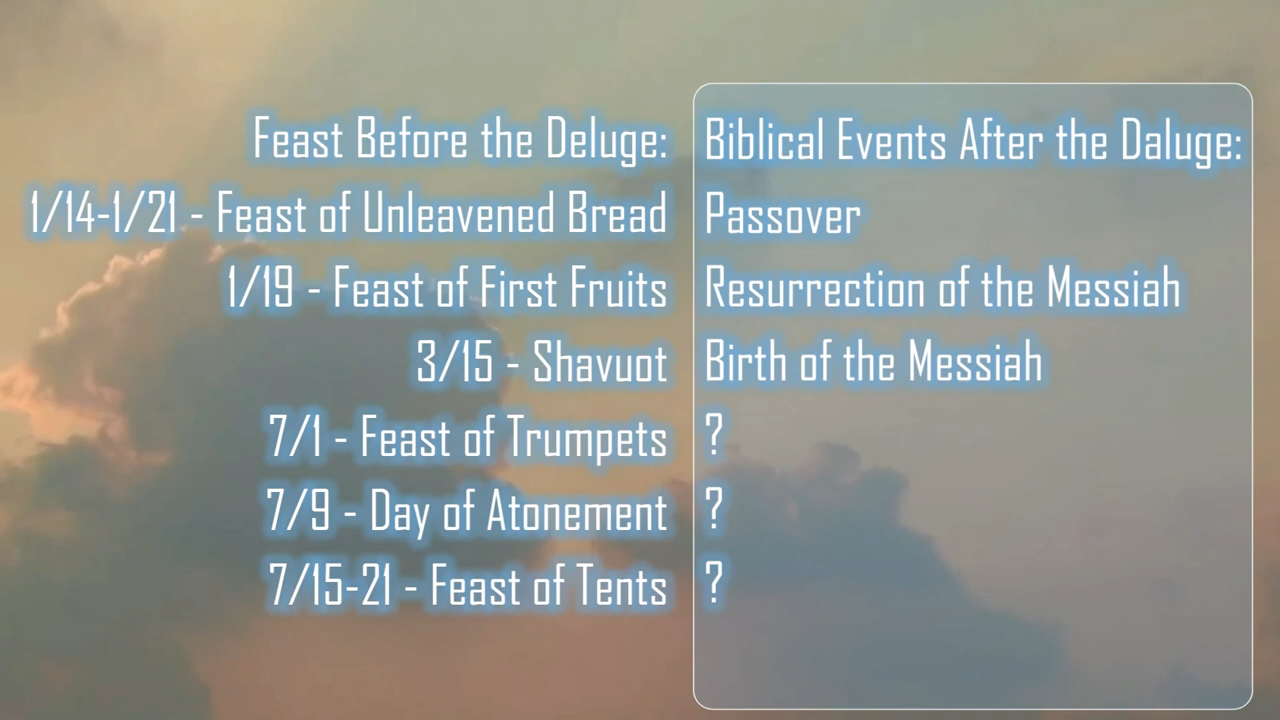 Feast Before the Deluge:
1/14-1/21 - Feast of Unleavened Bread
1/19 - Feast of First Fruits
3/15 - Shavuot
7/1 - Feast of Trumpets
7/9 - Day of Atonement
7/15-21 - Feast of Tents
Biblical Events After the Daluge:
Passover
Resurrection of the Messiah
Birth of the Messiah
?
?
?